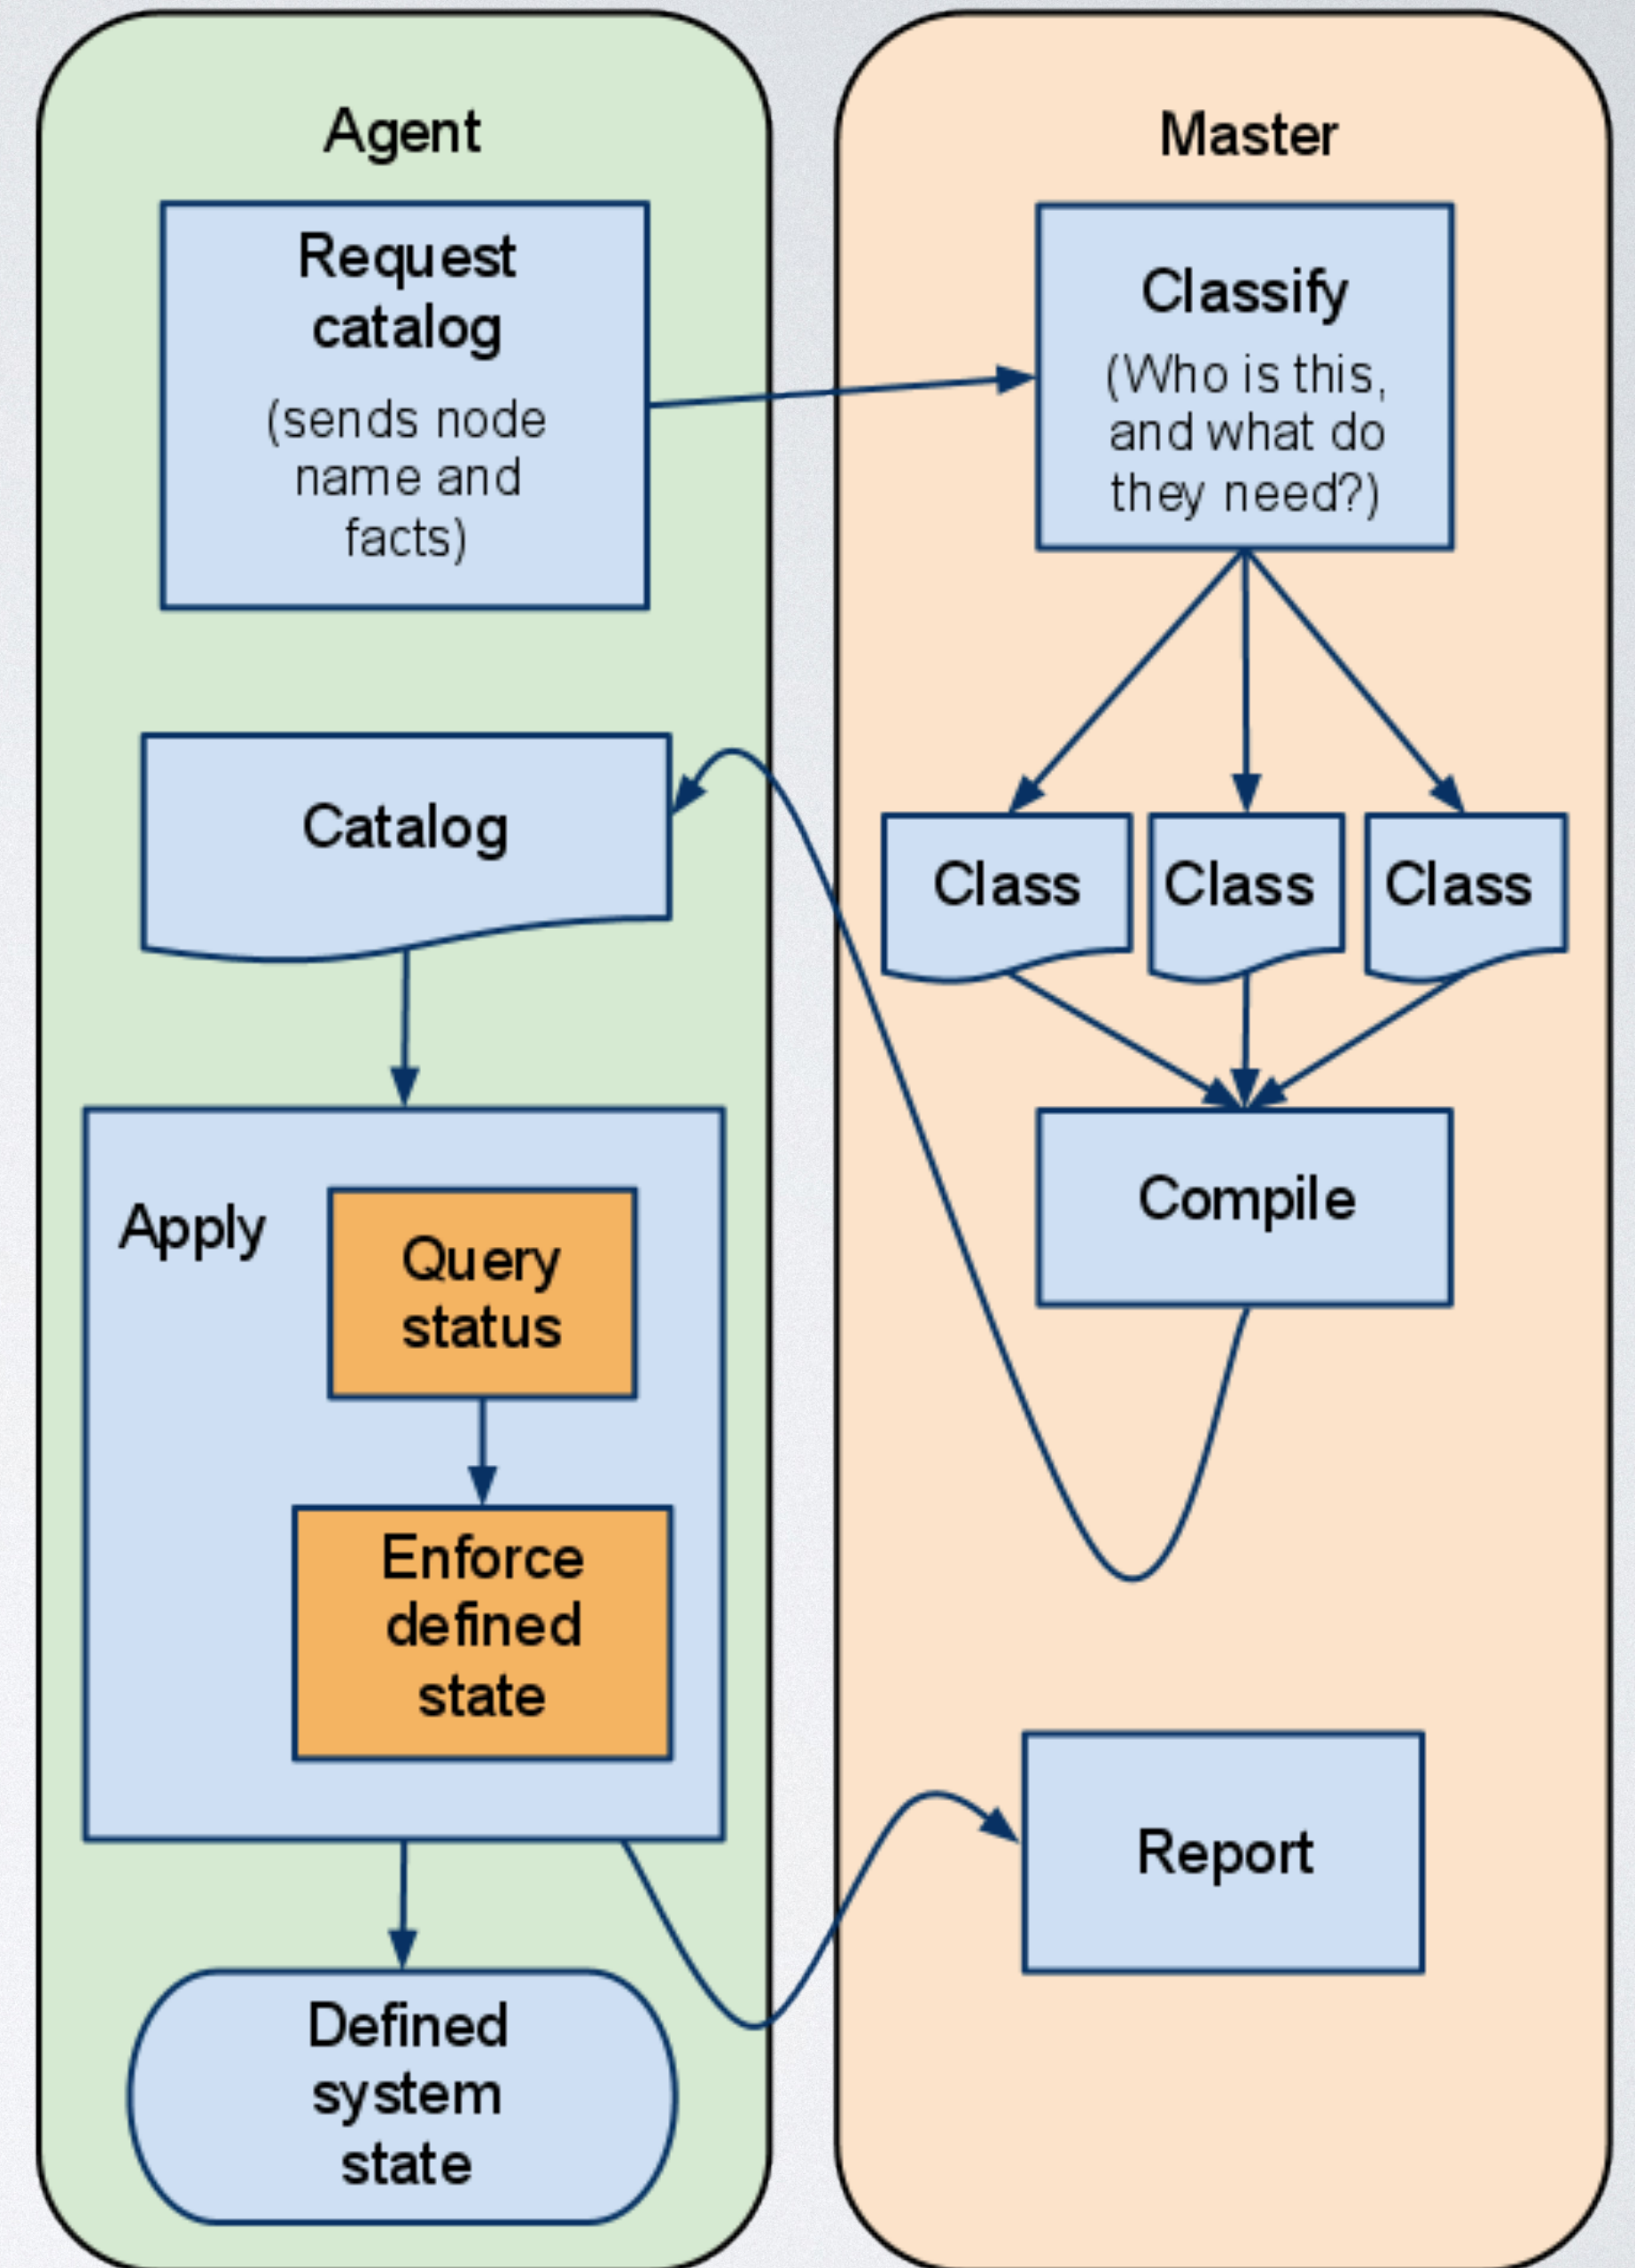 Agent
Request
catalog
(sends node
name and
facts)
Catalog
Apply
Query
status
Enforce
defined
state
Defined
system
state
Master
Classify
(Who is this,
and what do
they need?)
Class
Class
Class
Compile
Report